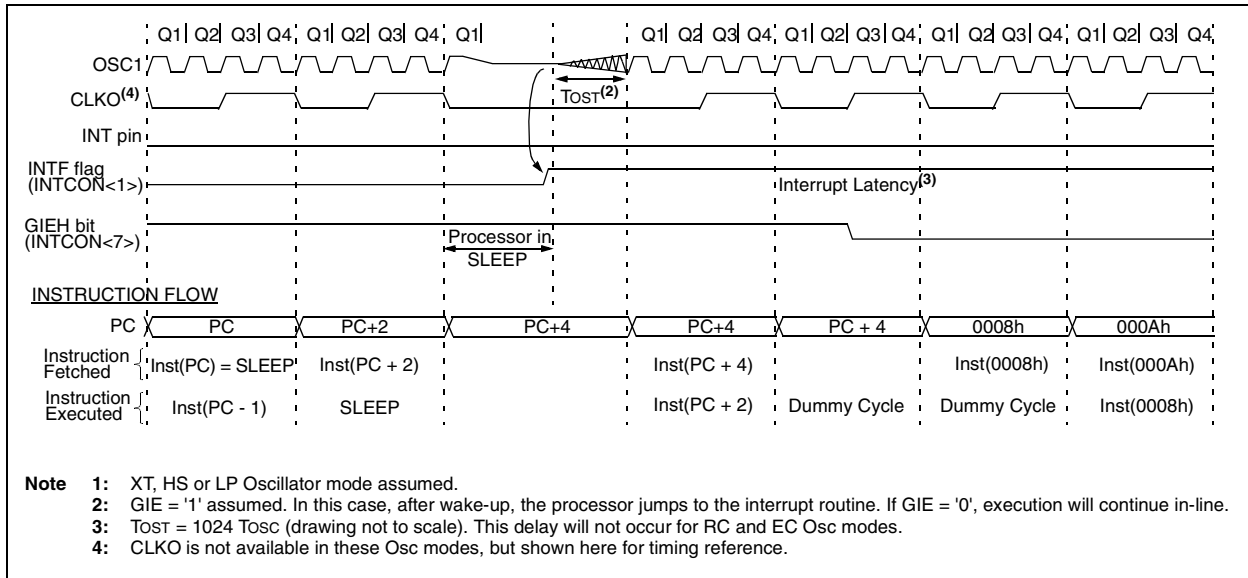 Q1 Q2 Q3 Q4 Q1 Q2 Q3 Q4 Q1 Q1 Q2 Q3 Q4 Q1 Q2 Q3 Q4 Q1 Q2 Q3 Q4 Q1 Q2 Q3 Q4
OSC1
CLKO(4)
TOST(2)
INT pin
INTF flag
(INTCON<1>)
Interrupt Latency(3)
GIEH bit
(INTCON<7>)
Processor in
SLEEP
INSTRUCTION FLOW
PC PC PC+2 PC+4 PC+4 PC + 4 0008h 000Ah
Instruction
Fetched
Inst(PC) = SLEEP Inst(PC + 2) Inst(PC + 4) Inst(0008h) Inst(000Ah)
Instruction
Executed
Inst(PC - 1) SLEEP Inst(PC + 2) Dummy Cycle Dummy Cycle Inst(0008h)
Note 1: XT, HS or LP Oscillator mode assumed.
2: GIE = '1' assumed. In this case, after wake-up, the processor jumps to the interrupt routine. If GIE = '0', execution will continue in-line.
3: TOST = 1024 TOSC (drawing not to scale). This delay will not occur for RC and EC Osc modes.
4: CLKO is not available in these Osc modes, but shown here for timing reference.